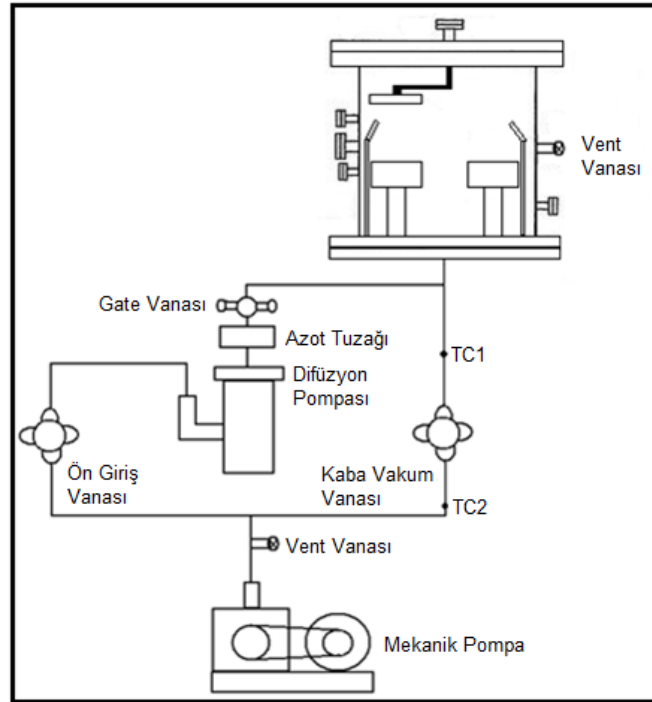 Vent
Vanası
Gate Vanası
Azot Tuzağı
TC1
Difüzyon
Pompası
Ön Giriş
Vanası
Kaba Vakum
Vanası
TC2
Vent Vanası
Mekanik Pompa